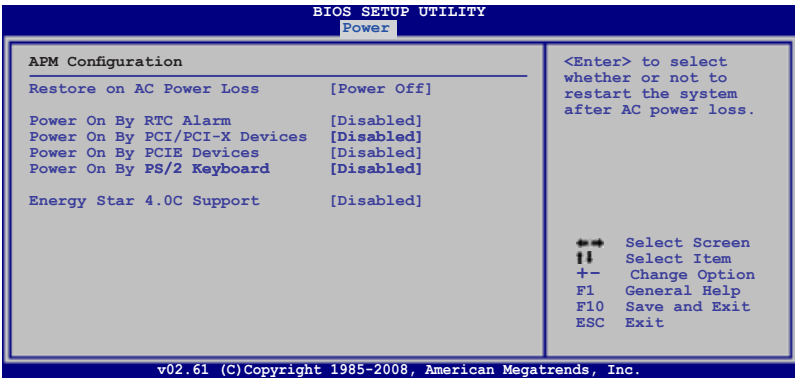 BIOS SETUP UTILITY
Power
APM Configuration
Restore on AC Power Loss [Power Off]
Power On By RTC Alarm [Disabled]
Power On By PCI/PCI-X Devices [Disabled]
Power On By PCIE Devices [Disabled]
Power On By PS/2 Keyboard [Disabled]
Energy Star 4.0C Support [Disabled]
<Enter> to select
whether or not to
restart the system
after AC power loss.
←→ Select Screen
↑↓ Select Item
+- Change Option
F1 General Help
F10 Save and Exit
ESC Exit
v02.61 (C)Copyright 1985-2008, American Megatrends, Inc.